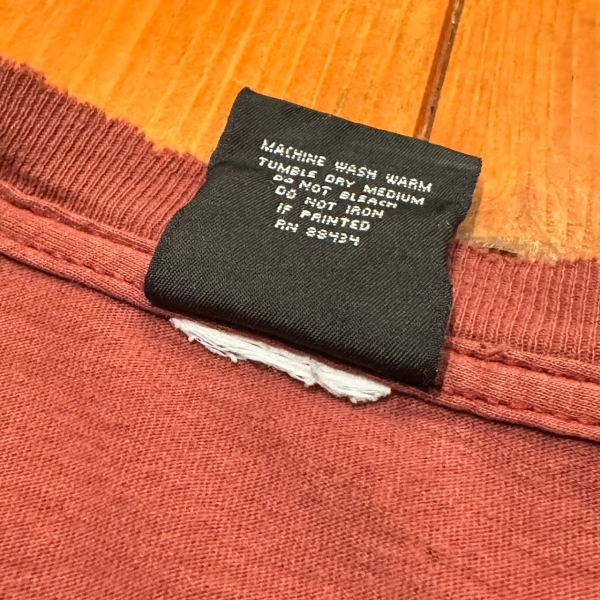 MACHINE WASH WARM
TUMBLE DRY MEDIUM
DO NOT BLEACH
DO NOT IRON
IF PRINTED
RN 88434